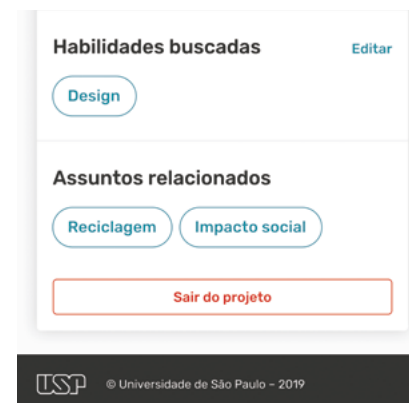 Habilidades buscadas Editar
Design
Assuntos relacionados
Reciclagem Impacto social
Sair do projeto
USP © Universidade de São Paulo – 2019